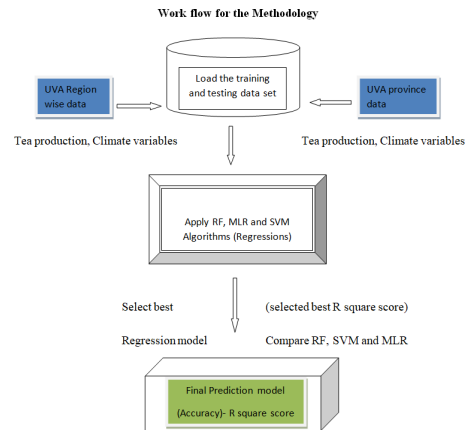 Work flow for the Methodology
Load the training
and testing data set
UVA Region
wise data
UVA province
data
Tea production, Climate variables
Tea production, Climate variables
Apply RF, MLR and SVM
Algorithms (Regressions)
Select best
(selected best R square score)
Regression model
Compare RF, SVM and MLR
Final Prediction model
(Accuracy)- R square score